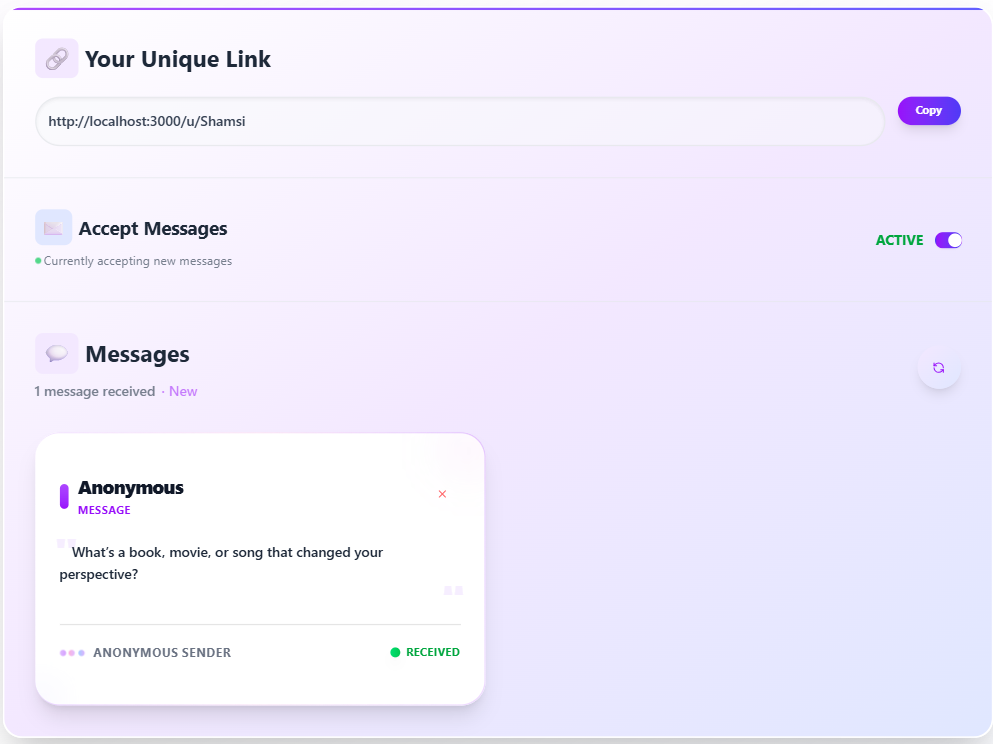 Your Unique Link
http://localhost:3000/u/Shamsi
Copy
Accept Messages
Currently accepting new messages
ACTIVE
Messages
1 message received · New
Anonymous
MESSAGE
×
" What's a book, movie, or song that changed your
perspective? "
ANONYMOUS SENDER
RECEIVED